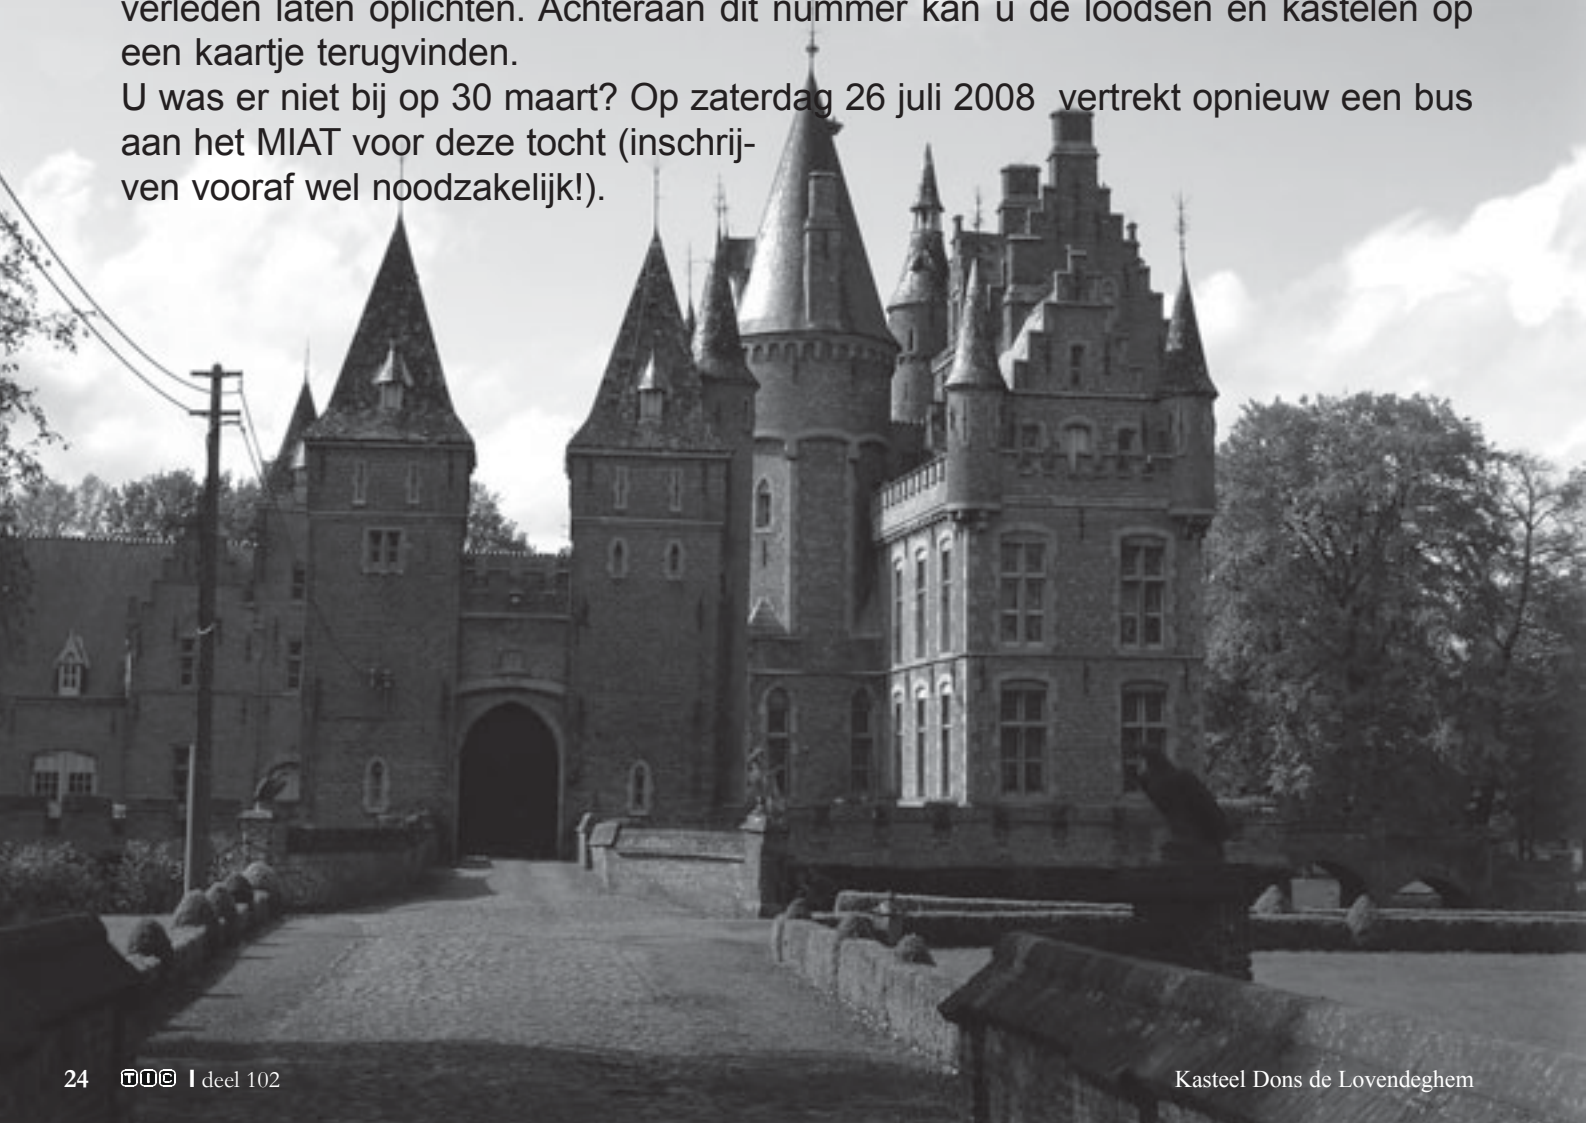 verleden laten oplichten. Achteraan dit nummer kan u de loodsen en kastelen op
een kaartje terugvinden.
U was er niet bij op 30 maart? Op zaterdag 26 juli 2008 vertrekt opnieuw een bus
aan het MIAT voor deze tocht (inschrij-
ven vooraf wel noodzakelijk!).
24 TIC | deel 102
Kasteel Dons de Lovendeghem